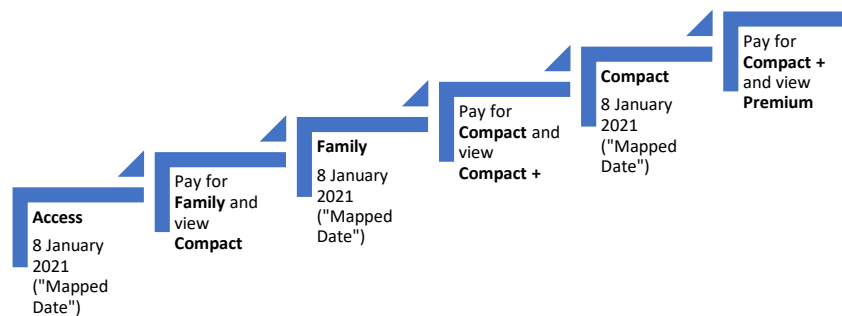 Access
8 January
2021
("Mapped
Date")
Pay for
Family and
view
Compact
Family
8 January
2021
("Mapped
Date")
Pay for
Compact and
view
Compact +
Compact
8 January
2021
("Mapped
Date")
Pay for
Compact +
and view
Premium